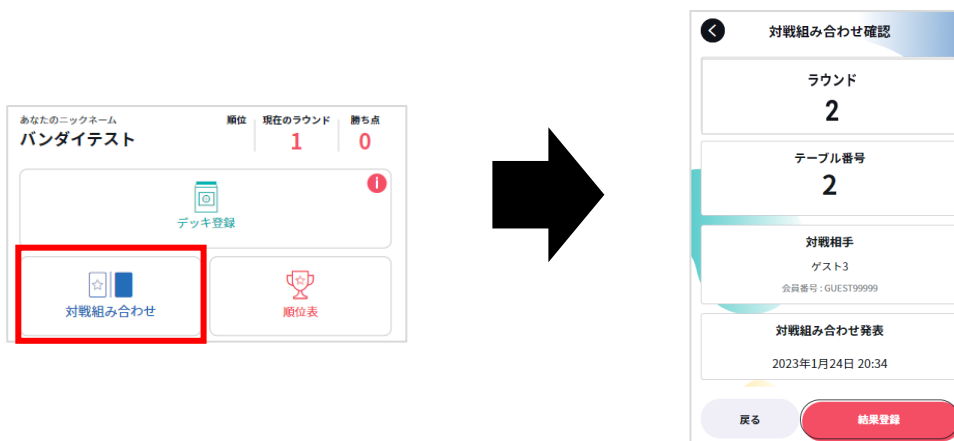 あなたのニックネーム
バンダイテスト
順位
現在のラウンド
1
勝ち点
0
デッキ登録
対戦組み合わせ
順位表
対戦組み合わせ確認
ラウンド
2
テーブル番号
2
対戦相手
ゲスト3
会員番号 : GUEST99999
対戦組み合わせ発表
2023年1月24日 20:34
戻る
結果登録